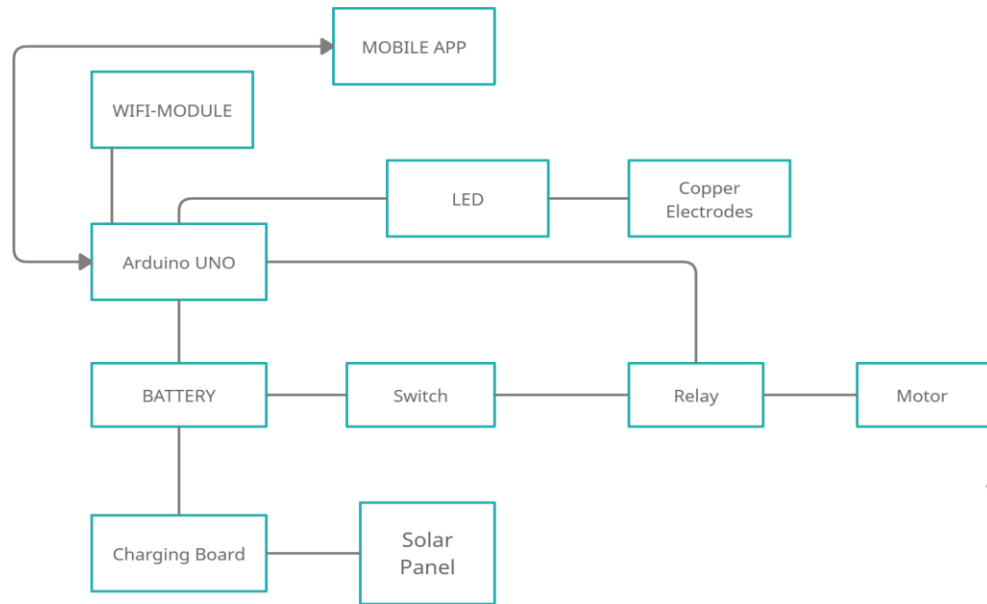 MOBILE APP
WIFI-MODULE
LED
Copper
Electrodes
Arduino UNO
BATTERY
Switch
Relay
Motor
Charging Board
Solar
Panel